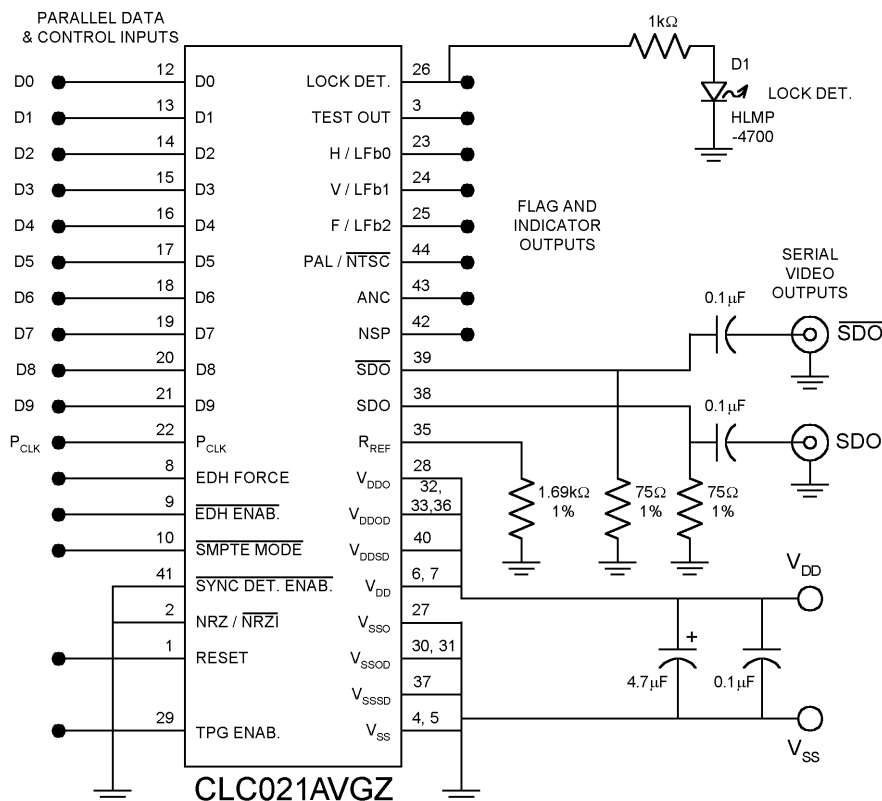 PARALLEL DATA
& CONTROL INPUTS
D0 12 D0
D1 13 D1
D2 14 D2
D3 15 D3
D4 16 D4
D5 17 D5
D6 18 D6
D7 19 D7
D8 20 D8
D9 21 D9
PCLK 22 PCLK
8 EDH FORCE
9 EDH ENAB.
10 SMPTE MODE
41 SYNC DET. ENAB.
2 NRZ / NRZI
1 RESET
29 TPG ENAB.
LOCK DET. 26
TEST OUT 3
H / LFb0 23
V / LFb1 24
F / LFb2 25
PAL / NTSC 44
ANC 43
NSP 42
SDO 39
SDO 38
RREF 35
VDDO 28
VDDOD 32,
33,36
VDDSD 40
VDD 6, 7
VSSO 27
VSSOD 30, 31
VSSSD 37
VSS 4, 5
CLC021AVGZ
1kΩ
D1
LOCK DET.
HLMP
-4700
FLAG AND
INDICATOR
OUTPUTS
SERIAL
VIDEO
OUTPUTS
0.1µF
SDO
0.1µF
SDO
1.69kΩ
1%
75Ω
1%
75Ω
1%
VDD
+
4.7µF
0.1µF
VSS